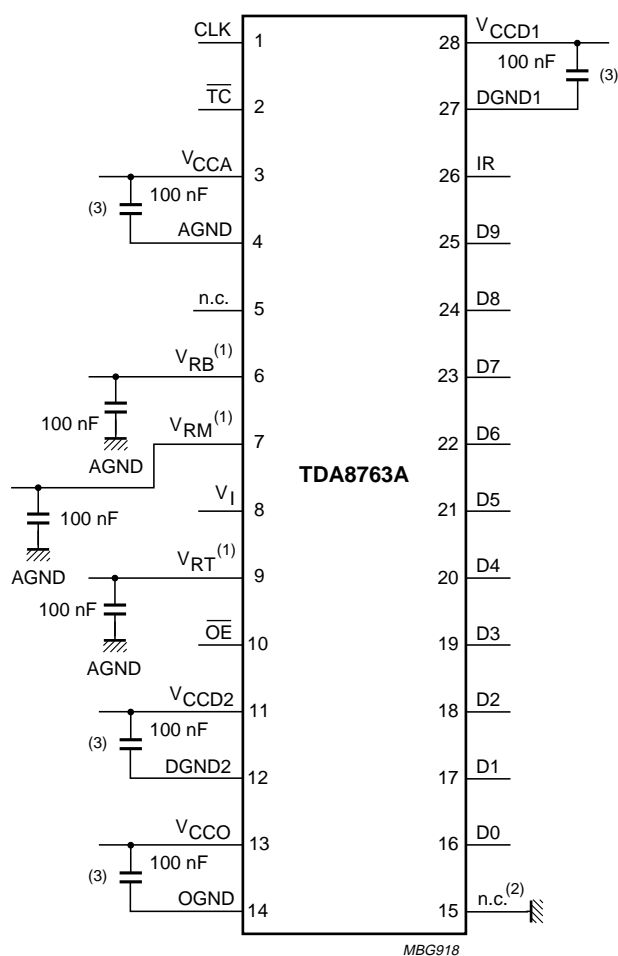 CLK 1 28 VCCD1
100 nF (3)
TC 2 27 DGND1
VCCA 3 26 IR
(3) 100 nF
AGND 4 25 D9
n.c. 5 24 D8
VRB(1) 6 23 D7
100 nF
AGND
VRM(1) 7 22 D6
TDA8763A
VI 8 21 D5
100 nF
AGND
VRT(1) 9 20 D4
100 nF
AGND
OE 10 19 D3
VCCD2 11 18 D2
(3) 100 nF
DGND2 12 17 D1
VCCO 13 16 D0
(3) 100 nF
OGND 14 15 n.c.(2)
MBG918